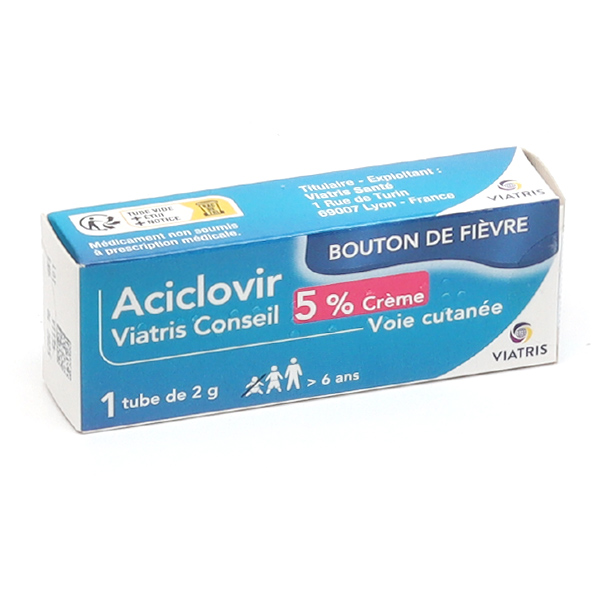 TUBE VIDE
+ ÉTUI
+ NOTICE
Médicament non soumis
à prescription médicale.
Titulaire - Exploitant :
Viatris Santé
1 Rue de Turin
69007 Lyon - France
VIATRIS
BOUTON DE FIÈVRE
Aciclovir
Viatris Conseil
5 % Crème
Voie cutanée
VIATRIS
1 tube de 2 g
> 6 ans